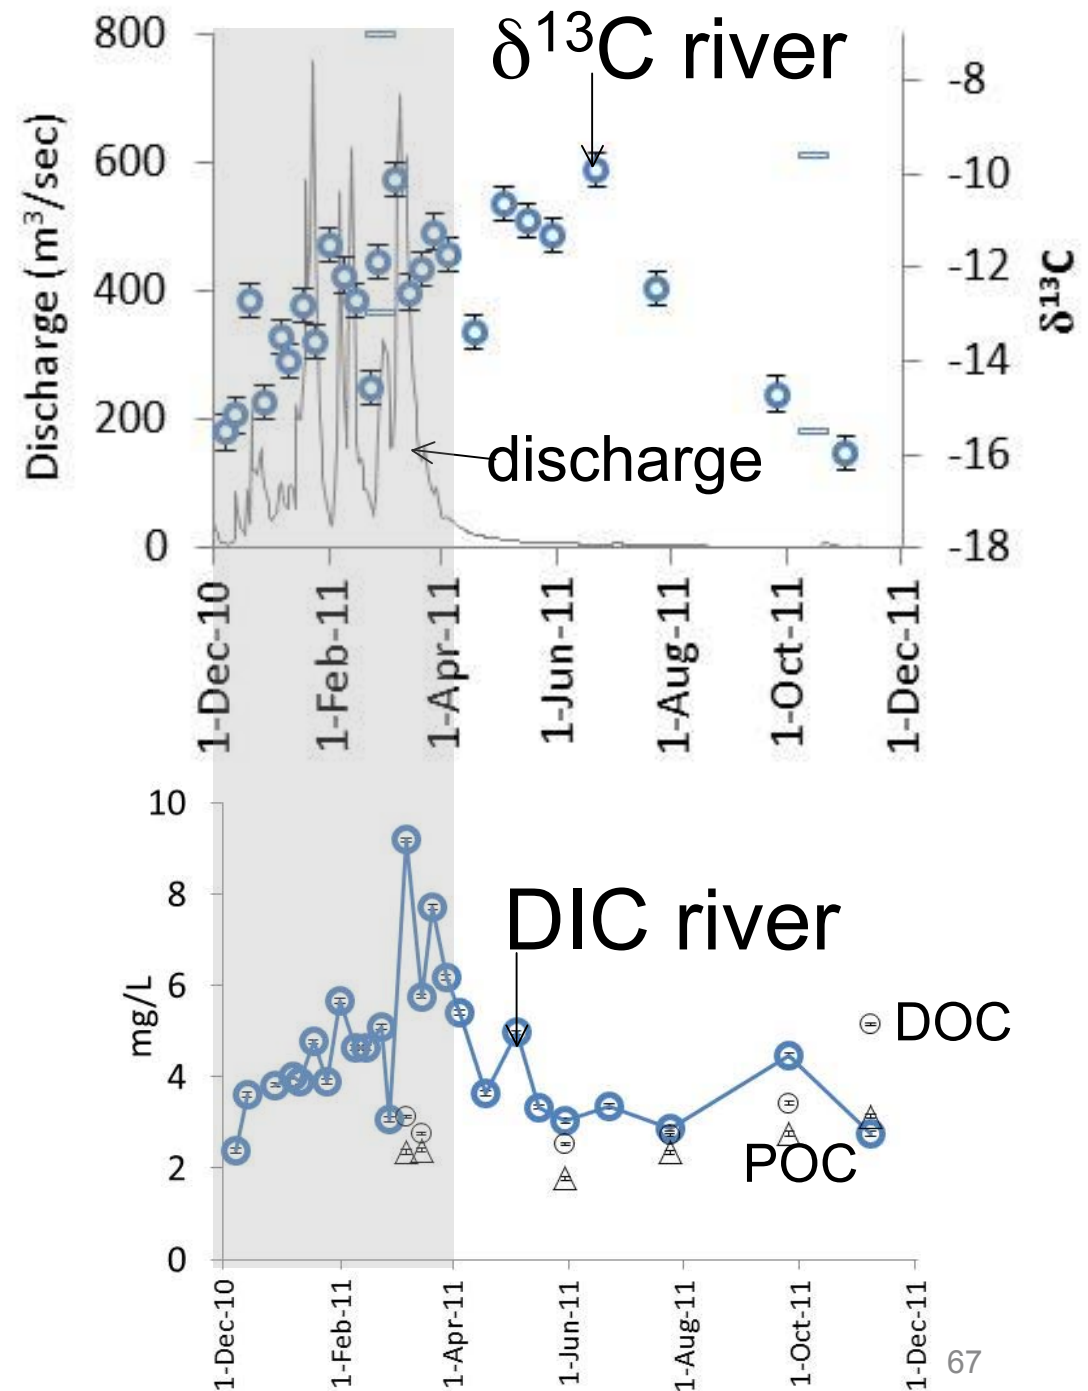 δ¹³C river
Discharge (m³/sec)
800
600
400
200
0
-8
-10
-12
-14
-16
-18
δ¹³C
discharge
1-Dec-10
1-Feb-11
1-Apr-11
1-Jun-11
1-Aug-11
1-Oct-11
1-Dec-11
mg/L
10
8
6
4
2
0
DIC river
DOC
POC
1-Dec-10
1-Feb-11
1-Apr-11
1-Jun-11
1-Aug-11
1-Oct-11
1-Dec-11
67